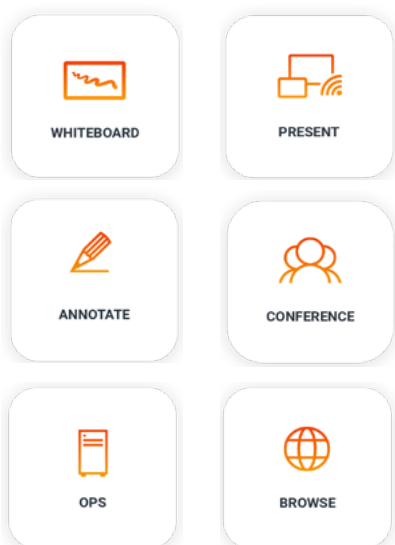 WHITEBOARD
PRESENT
ANNOTATE
CONFERENCE
OPS
BROWSE